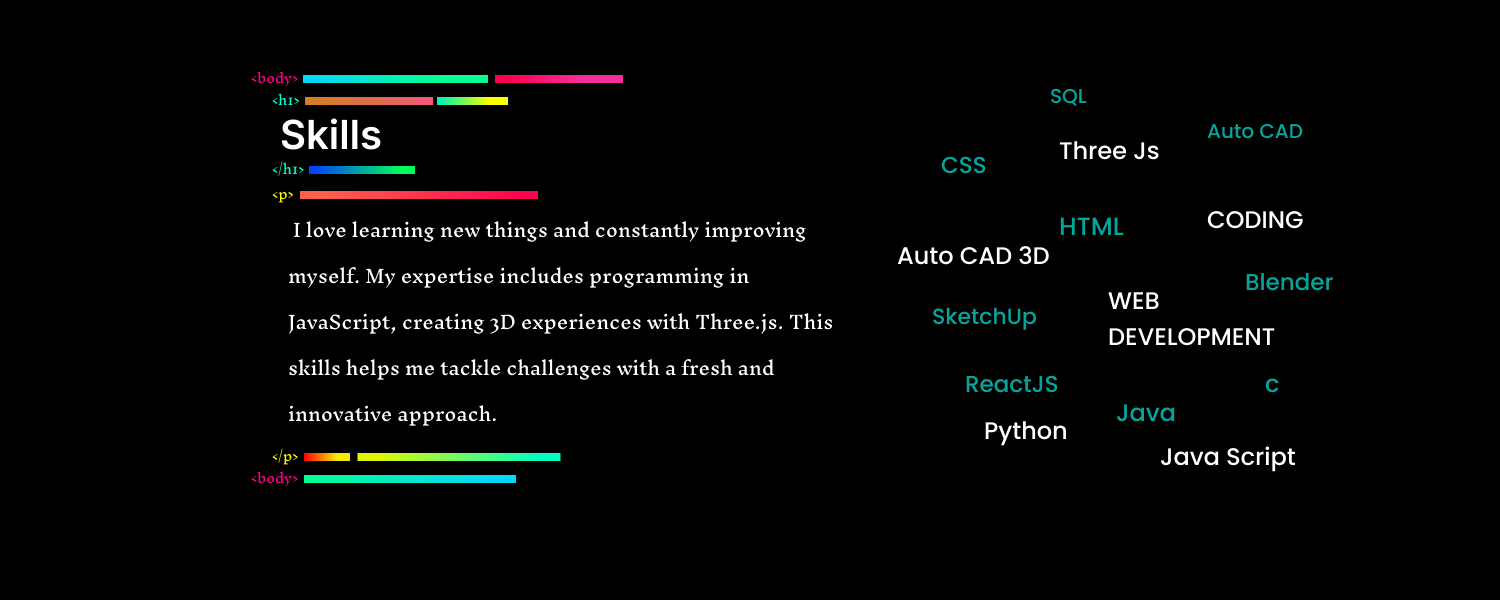 <body>
<h1>
Skills
</h1>
<p>
I love learning new things and constantly improving
myself. My expertise includes programming in
JavaScript, creating 3D experiences with Three.js. This
skills helps me tackle challenges with a fresh and
innovative approach.
</p>
<body>
SQL
Auto CAD
Three Js
CSS
HTML
CODING
Auto CAD 3D
Blender
WEB
SketchUp
DEVELOPMENT
ReactJS
c
Java
Python
Java Script